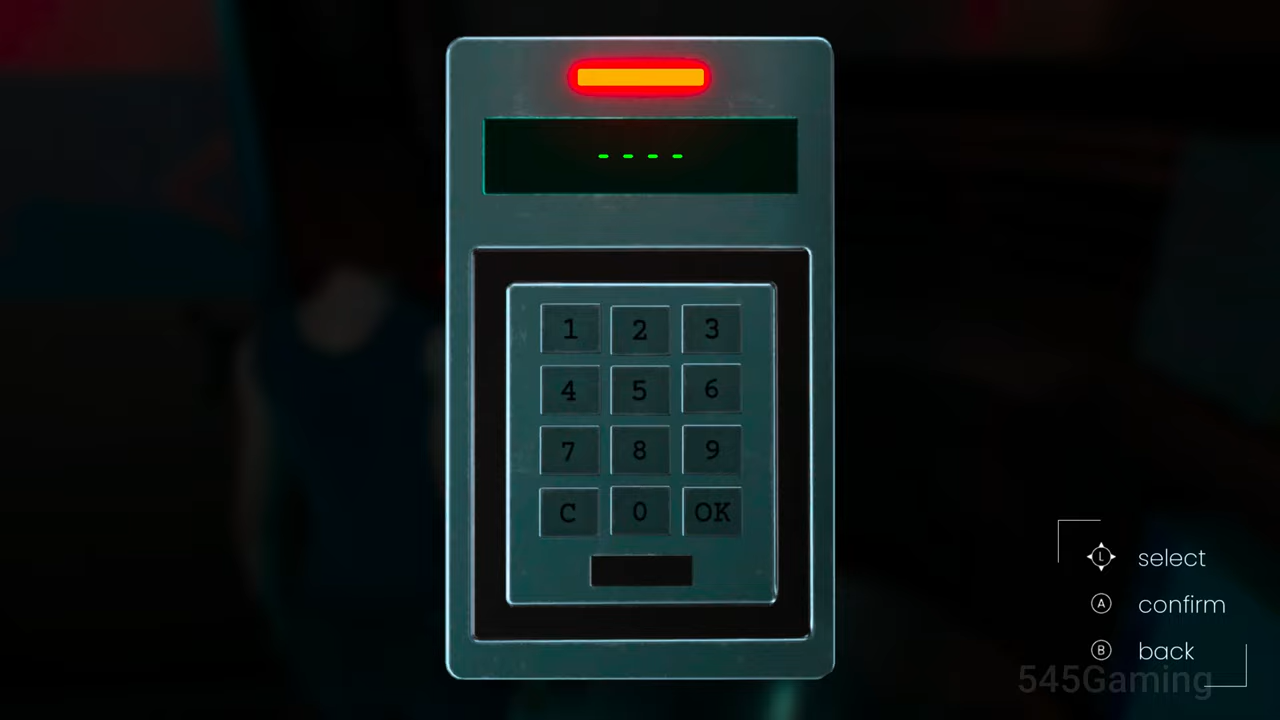 - - - -
1 2 3
4 5 6
7 8 9
C 0 OK
L select
A confirm
B back
545Gaming